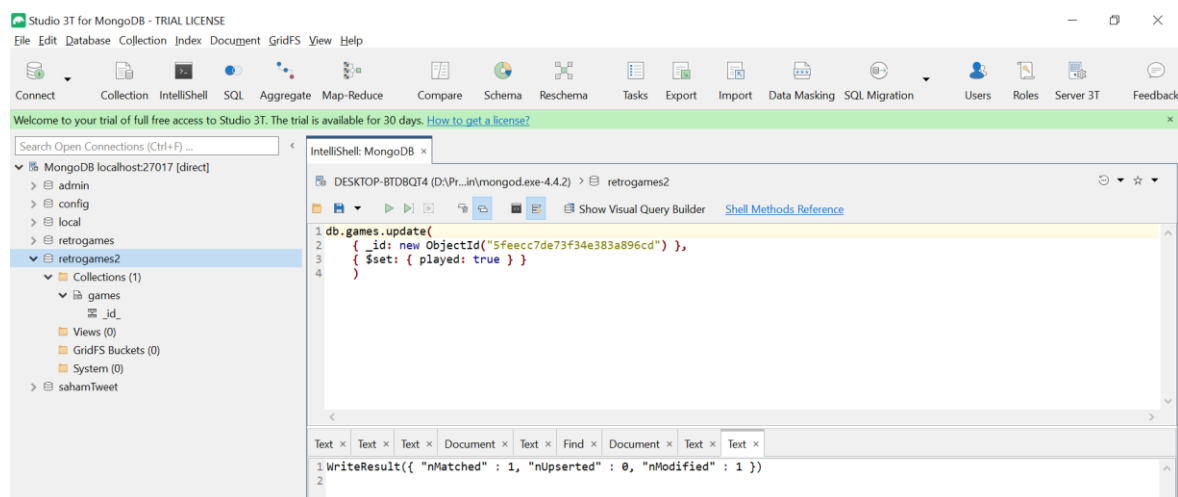 Studio 3T for MongoDB - TRIAL LICENSE
File Edit Database Collection Index Document GridFS View Help
Connect Collection IntelliShell SQL Aggregate Map-Reduce Compare Schema Reschema Tasks Export Import Data Masking SQL Migration Users Roles Server 3T Feedback
Welcome to your trial of full free access to Studio 3T. The trial is available for 30 days. How to get a license?
Search Open Connections (Ctrl+F) ...
MongoDB localhost:27017 [direct]
admin
config
local
retrogames
retrogames2
Collections (1)
games
_id_
Views (0)
GridFS Buckets (0)
System (0)
sahamTweet
IntelliShell: MongoDB
DESKTOP-BTDBQT4 (D:\Pr...in\mongod.exe-4.4.2) > retrogames2
Show Visual Query Builder Shell Methods Reference
1 db.games.update(
2 { _id: new ObjectId("5feecc7de73f34e383a896cd") },
3 { $set: { played: true } }
4 )
Text Text Text Document Text Find Document Text Text
1 WriteResult({ "nMatched" : 1, "nUpserted" : 0, "nModified" : 1 })
2